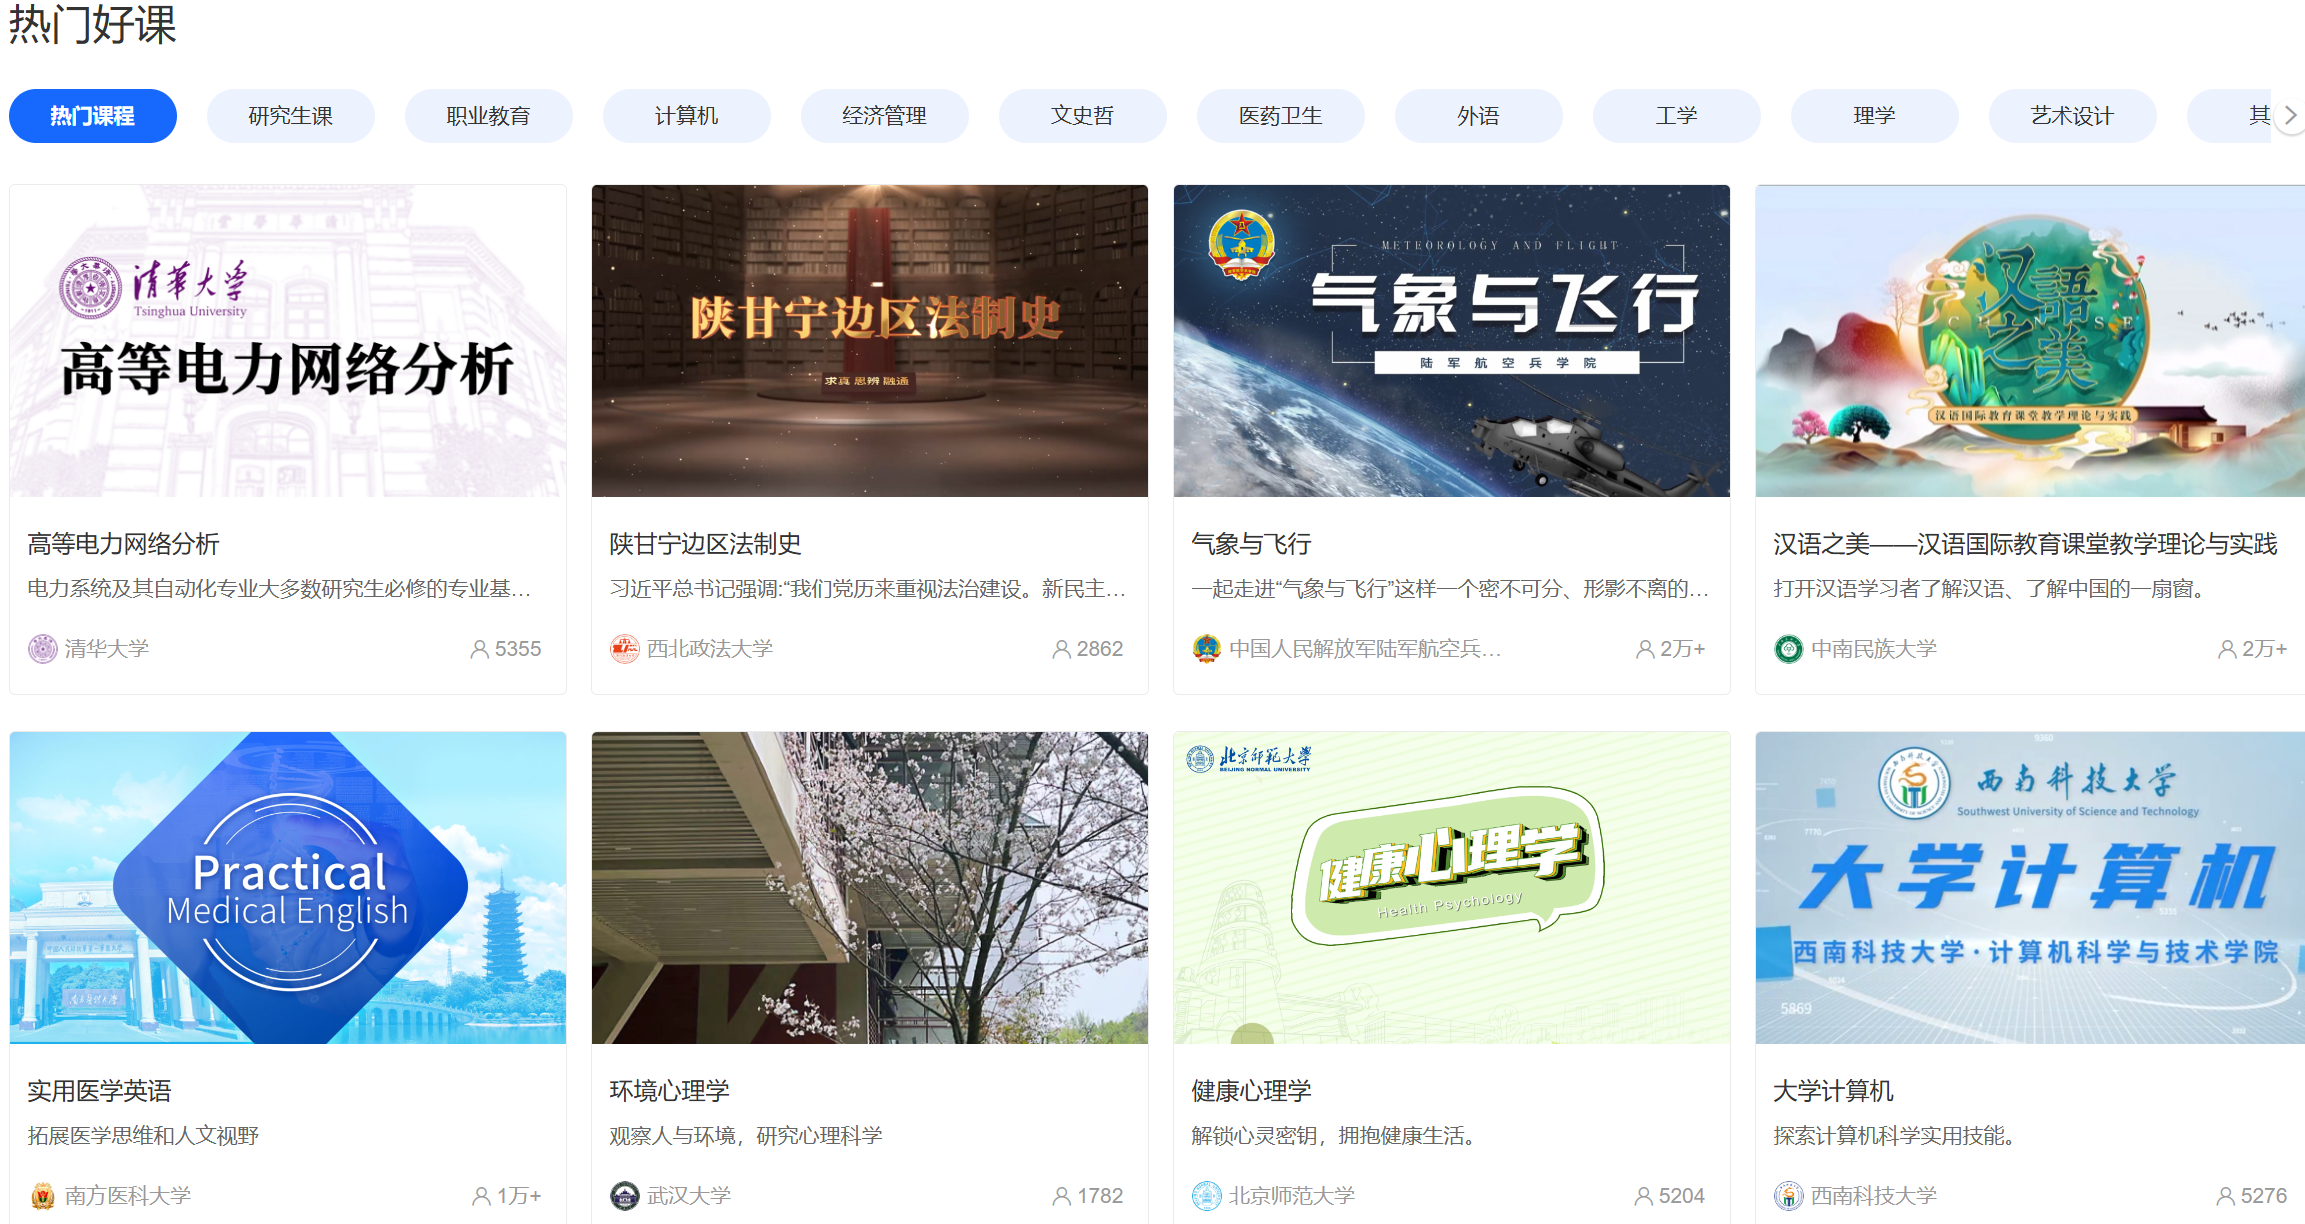 热门好课
热门课程
研究生课
职业教育
计算机
经济管理
文史哲
医药卫生
外语
工学
理学
艺术设计
其
清華大学
Tsinghua University
高等电力网络分析
陕甘宁边区法制史
求真 思辨 融通
METEOROLOGY AND FLIGHT
气象与飞行
陆军航空兵学院
汉語之美
CHINESE
汉语国际教育课堂教学理论与实践
高等电力网络分析
电力系统及其自动化专业大多数研究生必修的专业基...
清华大学
5355
陕甘宁边区法制史
习近平总书记强调:“我们党历来重视法治建设。新民主...
西北政法大学
2862
气象与飞行
一起走进“气象与飞行”这样一个密不可分、形影不离的...
中国人民解放军陆军航空兵...
2万+
汉语之美——汉语国际教育课堂教学理论与实践
打开汉语学习者了解汉语、了解中国的一扇窗。
中南民族大学
2万+
Practical
Medical English
北京师范大学
BEIJING NORMAL UNIVERSITY
健康心理学
Health Psychology
西南科技大学
Southwest University of Science and Technology
大学计算机
西南科技大学·计算机科学与技术学院
5869
实用医学英语
拓展医学思维和人文视野
南方医科大学
1万+
环境心理学
观察人与环境，研究心理科学
武汉大学
1782
健康心理学
解锁心灵密钥，拥抱健康生活。
北京师范大学
5204
大学计算机
探索计算机科学实用技能。
西南科技大学
5276